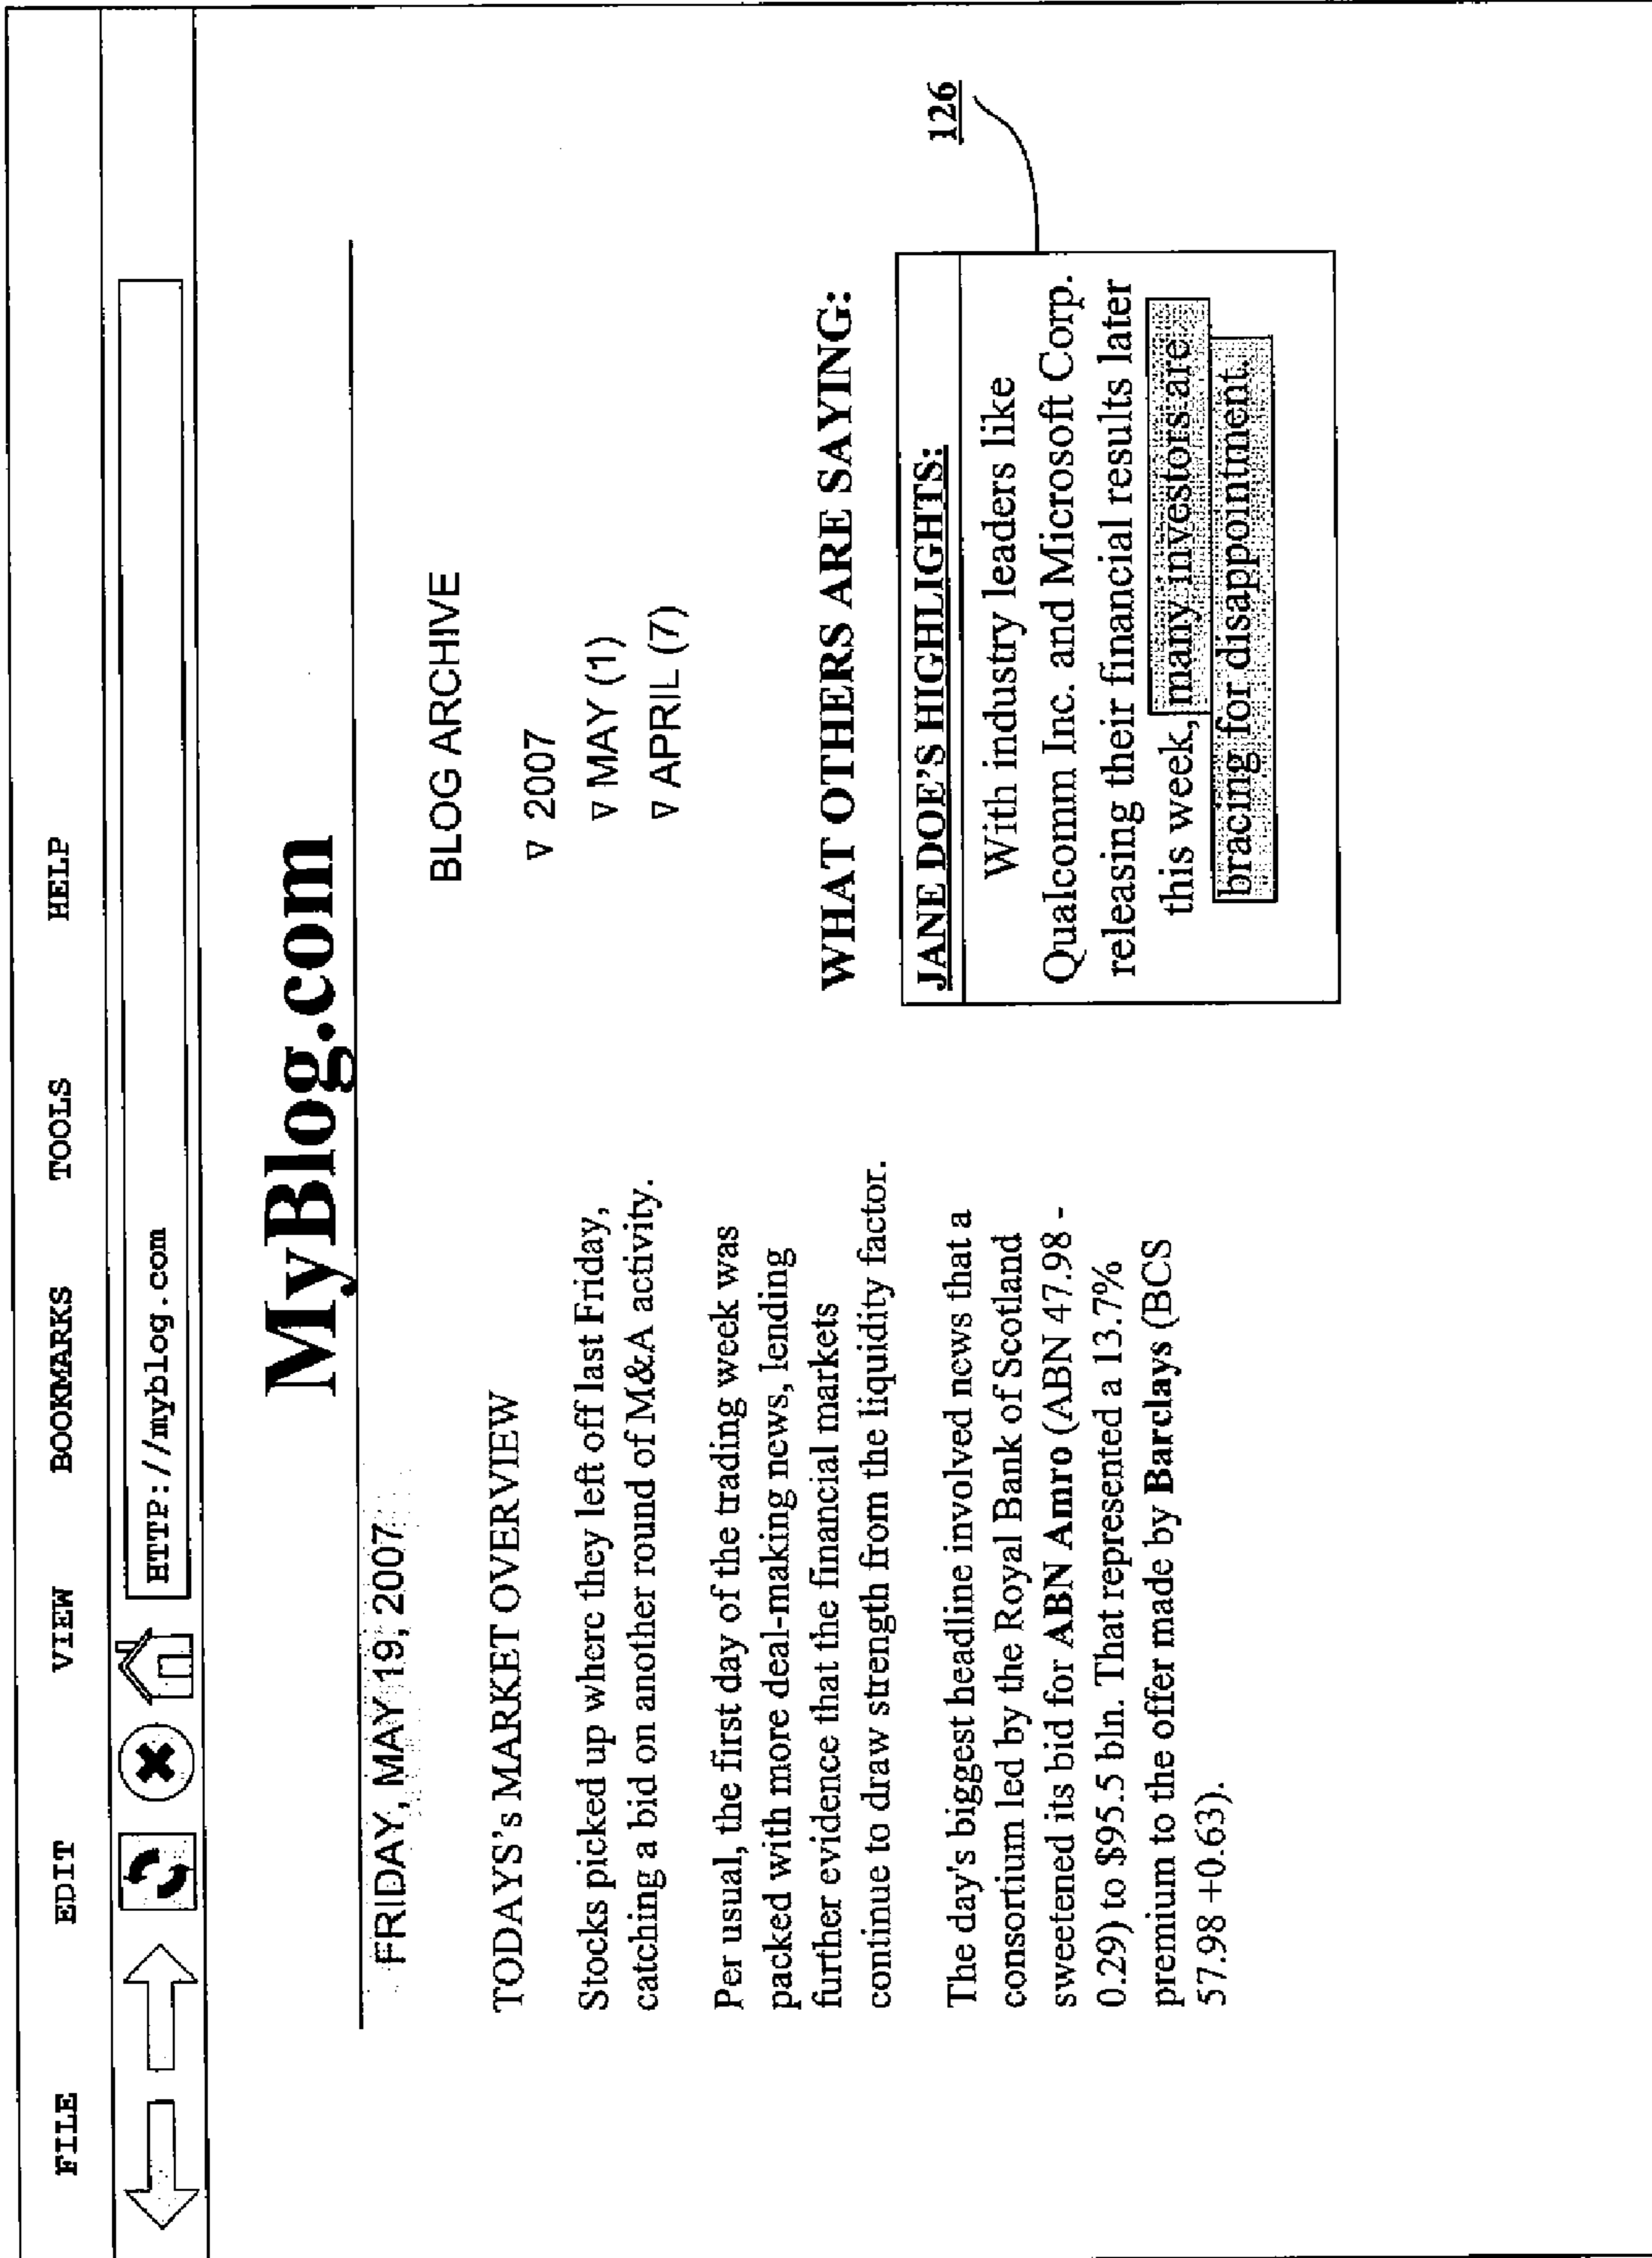 FILE EDIT VIEW BOOKMARKS TOOLS HELP
HTTP://myblog.com
MyBlog.com
FRIDAY, MAY 19, 2007
TODAYS's MARKET OVERVIEW
Stocks picked up where they left off last Friday,
catching a bid on another round of M&A activity.
Per usual, the first day of the trading week was
packed with more deal-making news, lending
further evidence that the financial markets
continue to draw strength from the liquidity factor.
The day's biggest headline involved news that a
consortium led by the Royal Bank of Scotland
sweetened its bid for ABN Amro (ABN 47.98 -
0.29) to $95.5 bln. That represented a 13.7%
premium to the offer made by Barclays (BCS
57.98 +0.63).
BLOG ARCHIVE
∇ 2007
∇ MAY (1)
∇ APRIL (7)
WHAT OTHERS ARE SAYING:
JANE DOE'S HIGHLIGHTS:
With industry leaders like
Qualcomm Inc. and Microsoft Corp.
releasing their financial results later
this week, many investors are
bracing for disappointment.
126